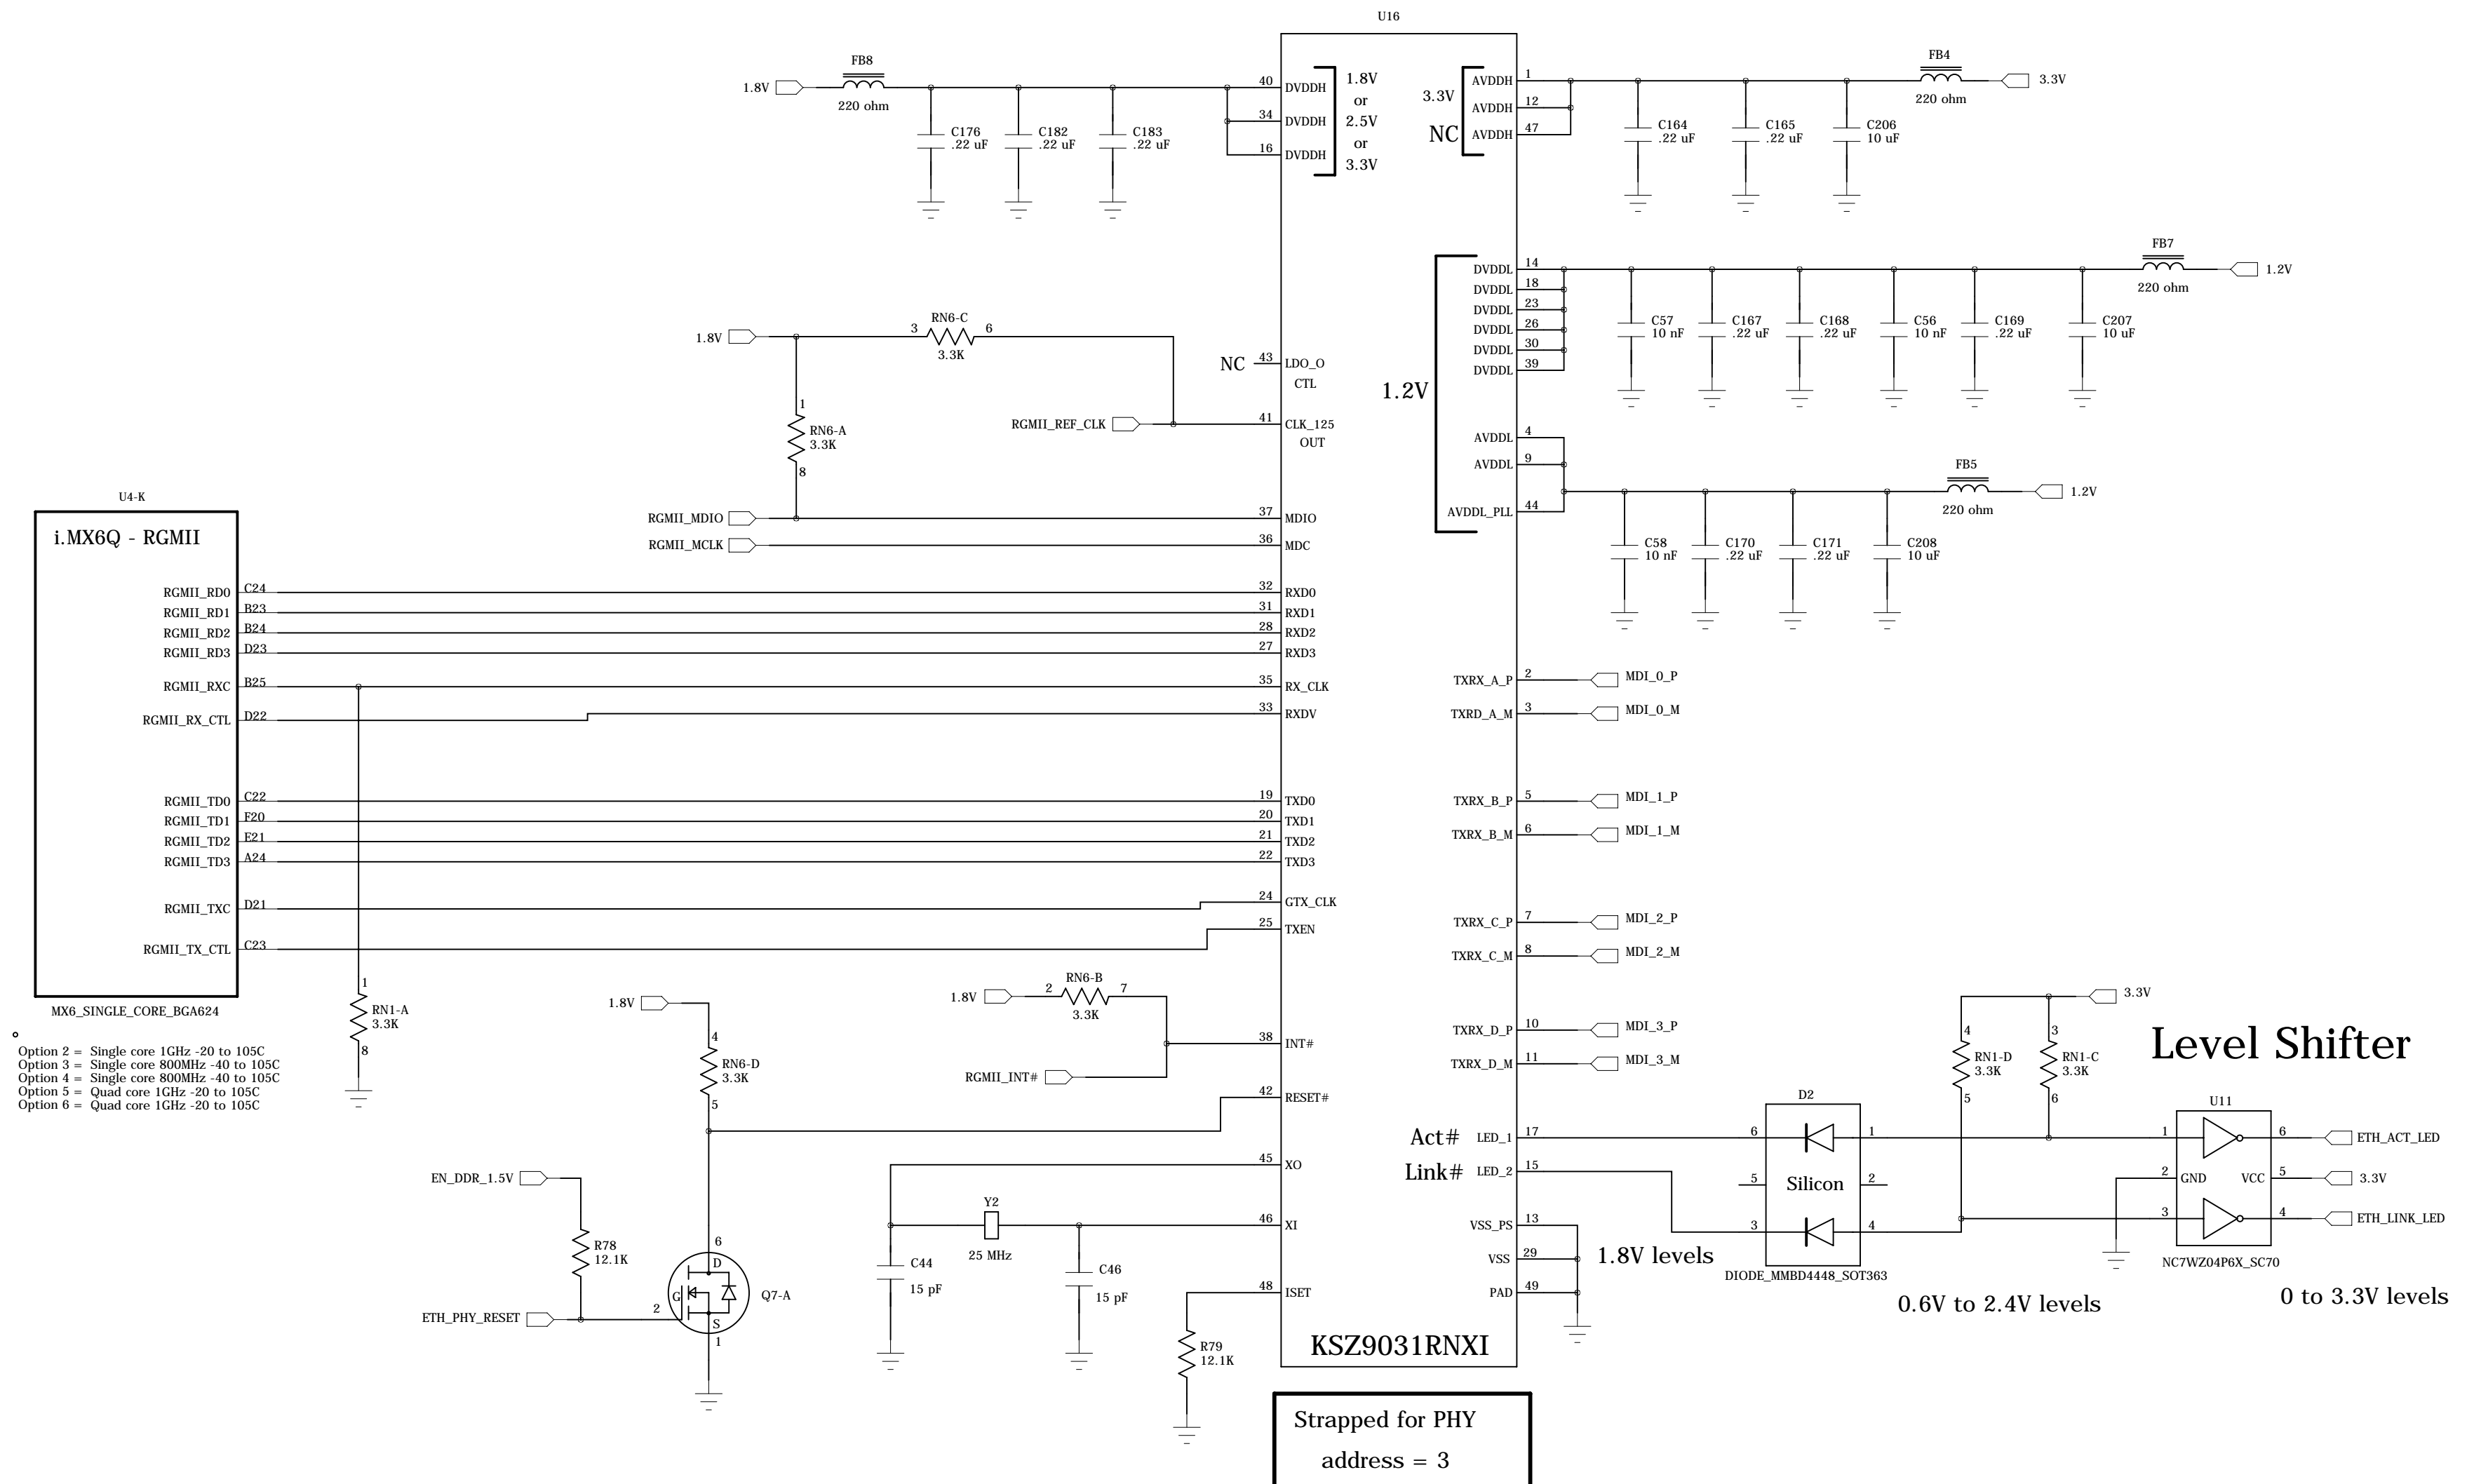 U16
FB8
1.8V
220 ohm
C176
.22 uF
C182
.22 uF
C183
.22 uF
40
DVDDH
34
DVDDH
16
DVDDH
1.8V
or
2.5V
or
3.3V
3.3V
NC
AVDDH
1
AVDDH
12
AVDDH
47
FB4
3.3V
220 ohm
C164
.22 uF
C165
.22 uF
C206
10 uF
FB7
1.2V
220 ohm
DVDDL
14
DVDDL
18
DVDDL
23
DVDDL
26
DVDDL
30
DVDDL
39
1.2V
C57
10 nF
C167
.22 uF
C168
.22 uF
C56
10 nF
C169
.22 uF
C207
10 uF
1.8V
3
RN6-C
6
3.3K
NC
43
LDO_O
CTL
1
RN6-A
3.3K
8
RGMII_REF_CLK
41
CLK_125
OUT
AVDDL
4
AVDDL
9
AVDDL_PLL
44
FB5
1.2V
220 ohm
C58
10 nF
C170
.22 uF
C171
.22 uF
C208
10 uF
U4-K
i.MX6Q - RGMII
RGMII_MDIO
37
MDIO
RGMII_MCLK
36
MDC
RGMII_RD0
C24
32
RXD0
RGMII_RD1
B23
31
RXD1
RGMII_RD2
B24
28
RXD2
RGMII_RD3
D23
27
RXD3
RGMII_RXC
B25
35
RX_CLK
RGMII_RX_CTL
D22
33
RXDV
TXRX_A_P
2
MDI_0_P
TXRD_A_M
3
MDI_0_M
RGMII_TD0
C22
19
TXD0
RGMII_TD1
F20
20
TXD1
RGMII_TD2
E21
21
TXD2
RGMII_TD3
A24
22
TXD3
TXRX_B_P
5
MDI_1_P
TXRX_B_M
6
MDI_1_M
RGMII_TXC
D21
24
GTX_CLK
RGMII_TX_CTL
C23
25
TXEN
TXRX_C_P
7
MDI_2_P
TXRX_C_M
8
MDI_2_M
MX6_SINGLE_CORE_BGA624
Option 2 = Single core 1GHz -20 to 105C
Option 3 = Single core 800MHz -40 to 105C
Option 4 = Single core 800MHz -40 to 105C
Option 5 = Quad core 1GHz -20 to 105C
Option 6 = Quad core 1GHz -20 to 105C
1
RN1-A
3.3K
8
1.8V
4
RN6-D
3.3K
5
1.8V
2
RN6-B
7
3.3K
38
INT#
RGMII_INT#
42
RESET#
TXRX_D_P
10
MDI_3_P
TXRX_D_M
11
MDI_3_M
3.3V
4
RN1-D
3.3K
5
3
RN1-C
3.3K
6
Level Shifter
EN_DDR_1.5V
R78
12.1K
ETH_PHY_RESET
2
6
D
G
S
1
Q7-A
45
XO
46
XI
Y2
25 MHz
C44
15 pF
C46
15 pF
48
ISET
R79
12.1K
Act#
LED_1
17
Link#
LED_2
15
D2
6
1
5
Silicon
2
3
4
DIODE_MMBD4448_SOT363
U11
1
6
ETH_ACT_LED
2
GND
VCC
5
3.3V
3
4
ETH_LINK_LED
NC7WZ04P6X_SC70
VSS_PS
13
VSS
29
PAD
49
1.8V levels
0.6V to 2.4V levels
0 to 3.3V levels
KSZ9031RNXI
Strapped for PHY
address = 3